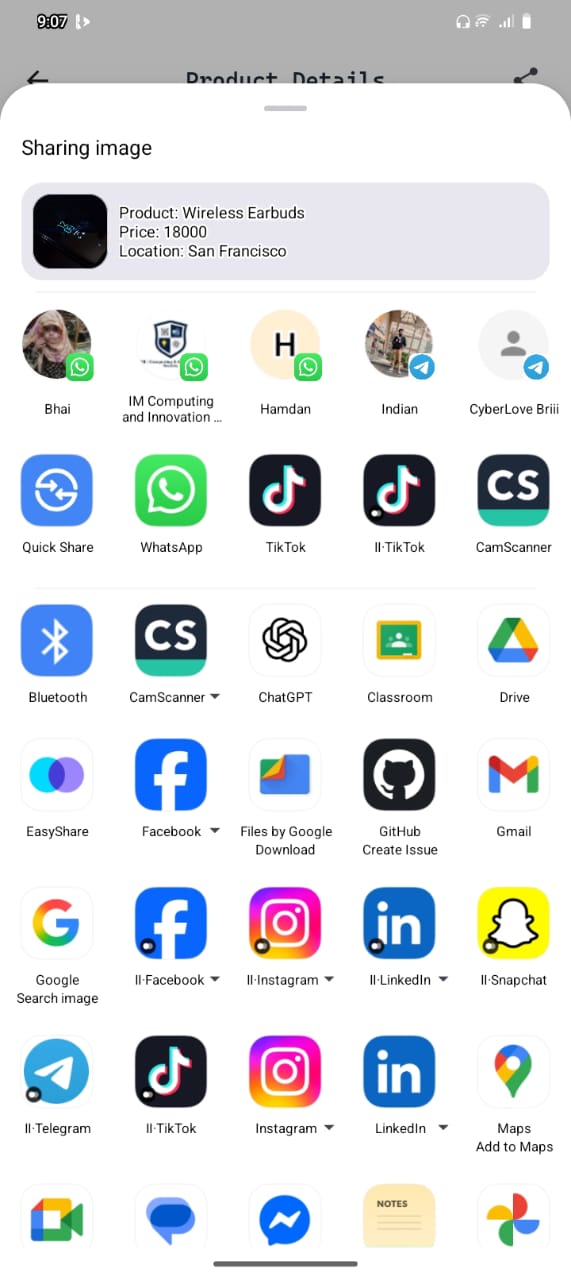 9:07
Product Details
Sharing image
Product: Wireless Earbuds
Price: 18000
Location: San Francisco
H
Bhai
IM Computing
and Innovation ...
Hamdan
Indian
CyberLove Briii
CS
Quick Share
WhatsApp
TikTok
II·TikTok
CamScanner
CS
Bluetooth
CamScanner
ChatGPT
Classroom
Drive
EasyShare
Facebook
Files by Google
Download
GitHub
Create Issue
Gmail
Google
Search image
II·Facebook
II·Instagram
II·LinkedIn
II·Snapchat
in
II·Telegram
II·TikTok
Instagram
LinkedIn
Maps
Add to Maps
NOTES